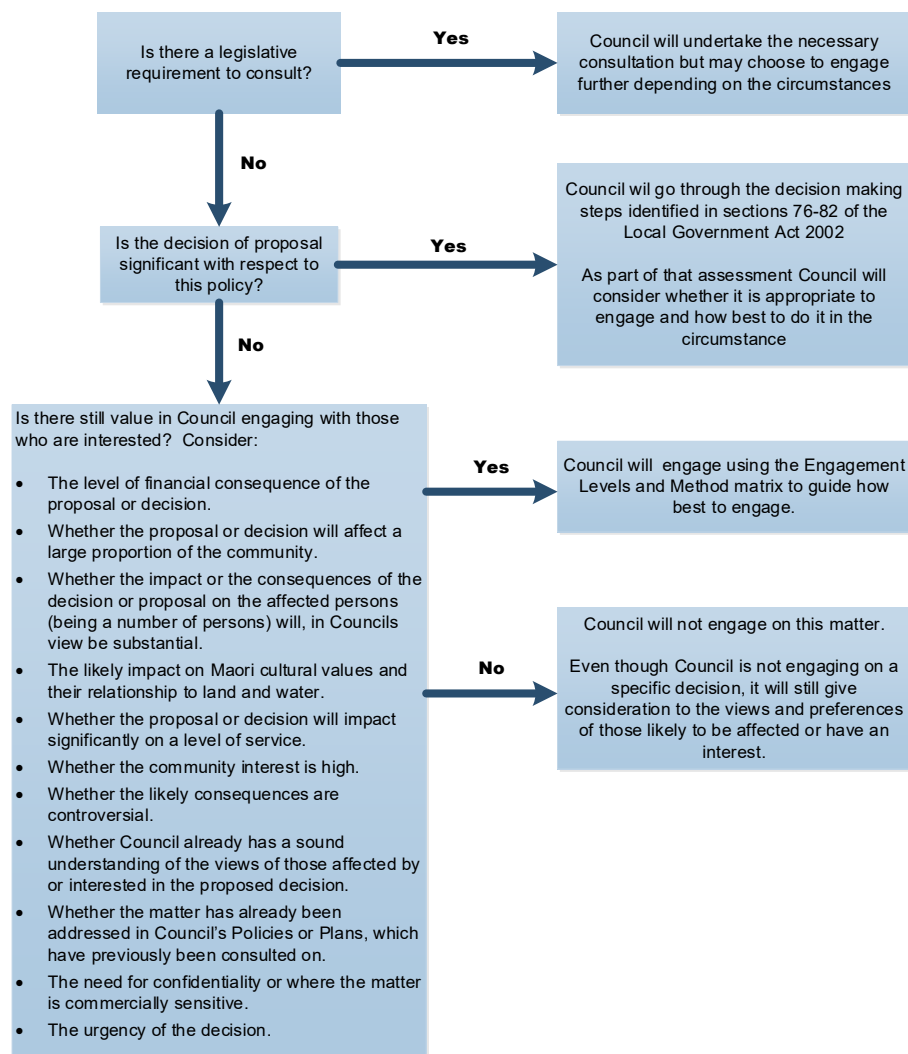 Is there a legislative
requirement to consult?
Yes
Council will undertake the necessary
consultation but may choose to engage
further depending on the circumstances
No
Is the decision of proposal
significant with respect to
this policy?
Yes
Council wil go through the decision making
steps identified in sections 76-82 of the
Local Government Act 2002
As part of that assessment Council will
consider whether it is appropriate to
engage and how best to do it in the
circumstance
No
Is there still value in Council engaging with those
who are interested?  Consider:
• The level of financial consequence of the
proposal or decision.
• Whether the proposal or decision will affect a
large proportion of the community.
• Whether the impact or the consequences of the
decision or proposal on the affected persons
(being a number of persons) will, in Councils
view be substantial.
• The likely impact on Maori cultural values and
their relationship to land and water.
• Whether the proposal or decision will impact
significantly on a level of service.
• Whether the community interest is high.
• Whether the likely consequences are
controversial.
• Whether Council already has a sound
understanding of the views of those affected by
or interested in the proposed decision.
• Whether the matter has already been
addressed in Council’s Policies or Plans, which
have previously been consulted on.
• The need for confidentiality or where the matter
is commercially sensitive.
• The urgency of the decision.
Yes
Council will  engage using the Engagement
Levels and Method matrix to guide how
best to engage.
No
Council will not engage on this matter.
Even though Council is not engaging on a
specific decision, it will still give
consideration to the views and preferences
of those likely to be affected or have an
interest.